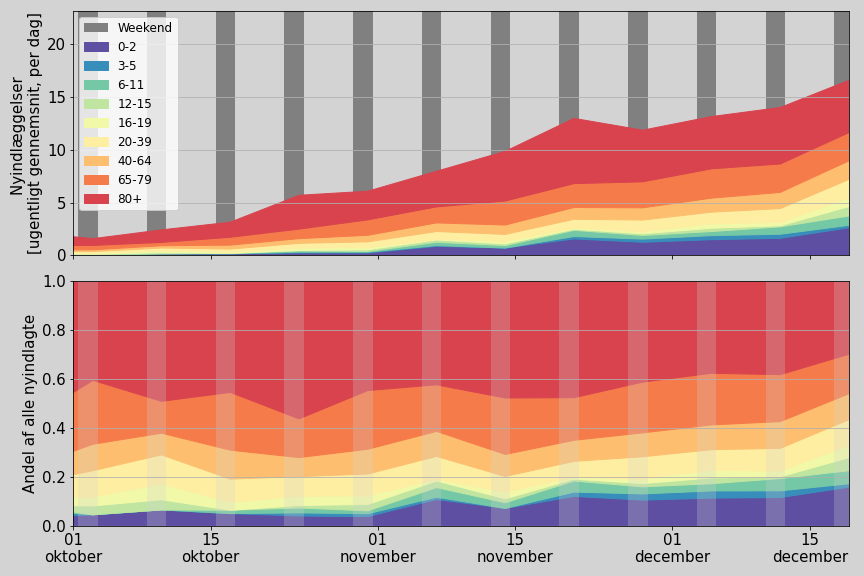 Nyindlæggelser
[ugentligt gennemsnit, per dag]
20
15
10
5
0
Weekend
0-2
3-5
6-11
12-15
16-19
20-39
40-64
65-79
80+
Andel af alle nyindlagte
1.0
0.8
0.6
0.4
0.2
0.0
01
oktober
15
oktober
01
november
15
november
01
december
15
december